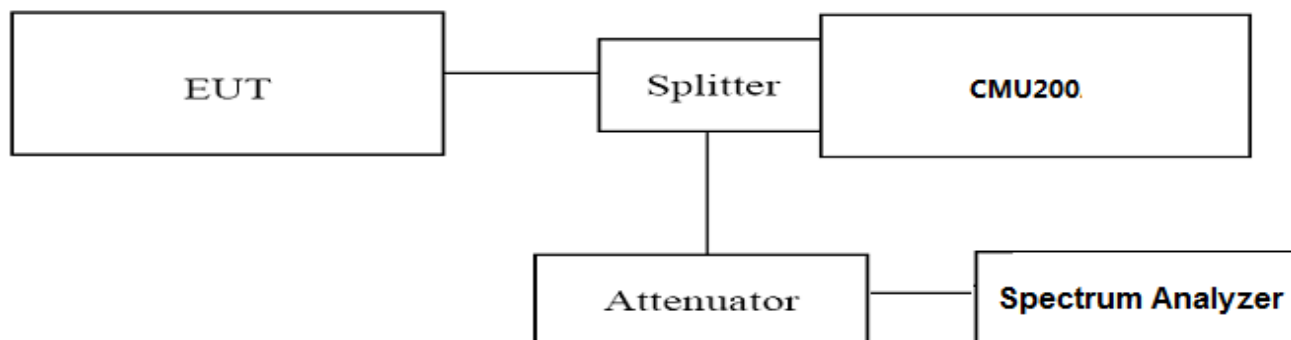 EUT
Splitter
CMU200
Attenuator
Spectrum Analyzer